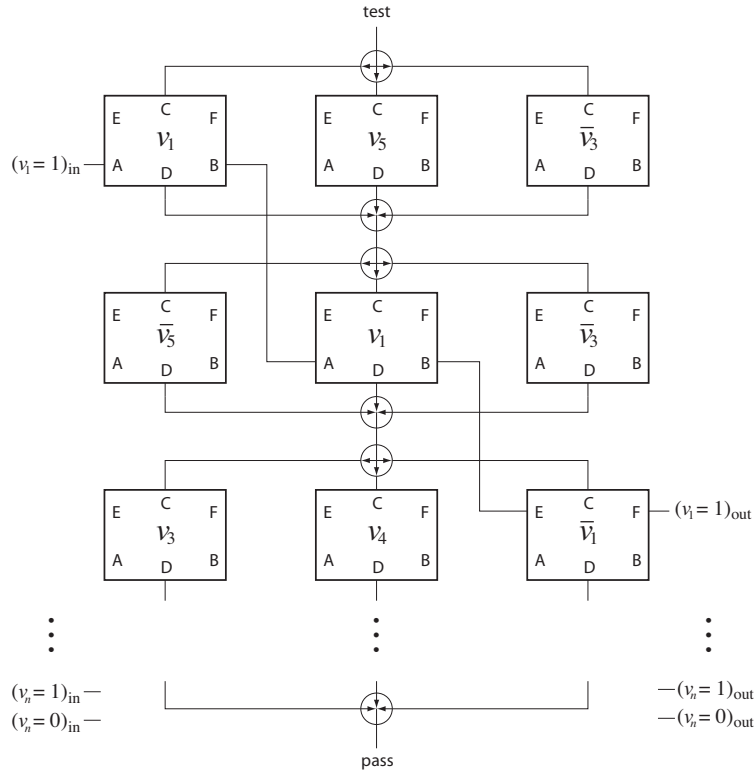 test
C C C
E F E F E F
v₁ v₅ v̅₃
(v₁ = 1)in A B A B A B
D D D
C C C
E F E F E F
v̅₅ v₁ v̅₃
A B A B A B
D D D
C C C
E F E F E F (v₁ = 1)out
v₃ v₄ v̅₁
A B A B A B
D D D
(vₙ = 1)in (vₙ = 1)out
(vₙ = 0)in (vₙ = 0)out
pass